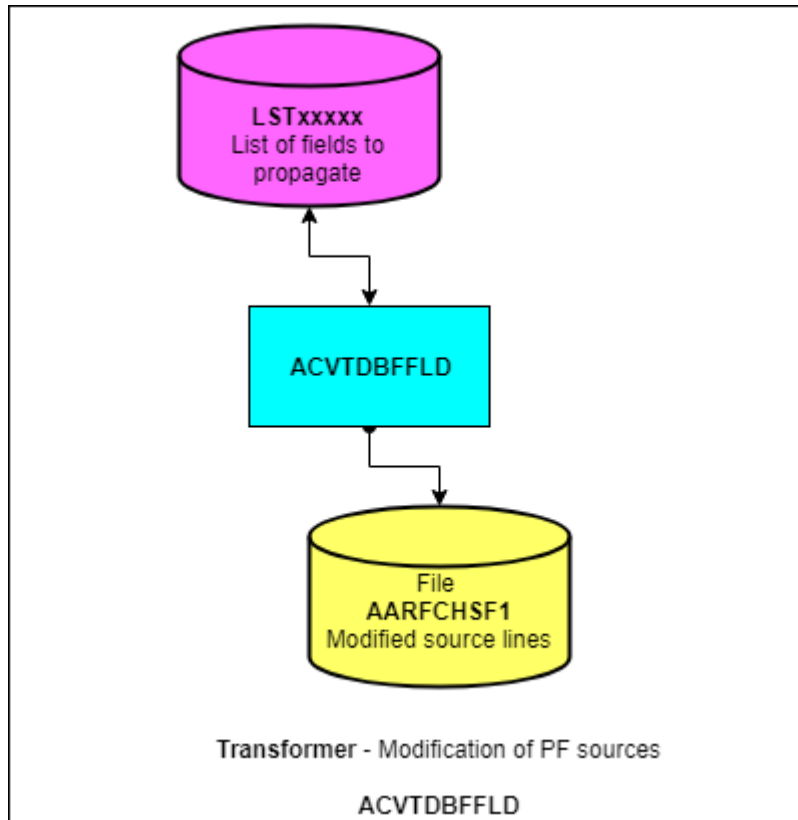 LSTxxxxx
List of fields to
propagate
ACVTDBFFLD
File
AARFCHSF1
Modified source lines
Transformer - Modification of PF sources
ACVTDBFFLD